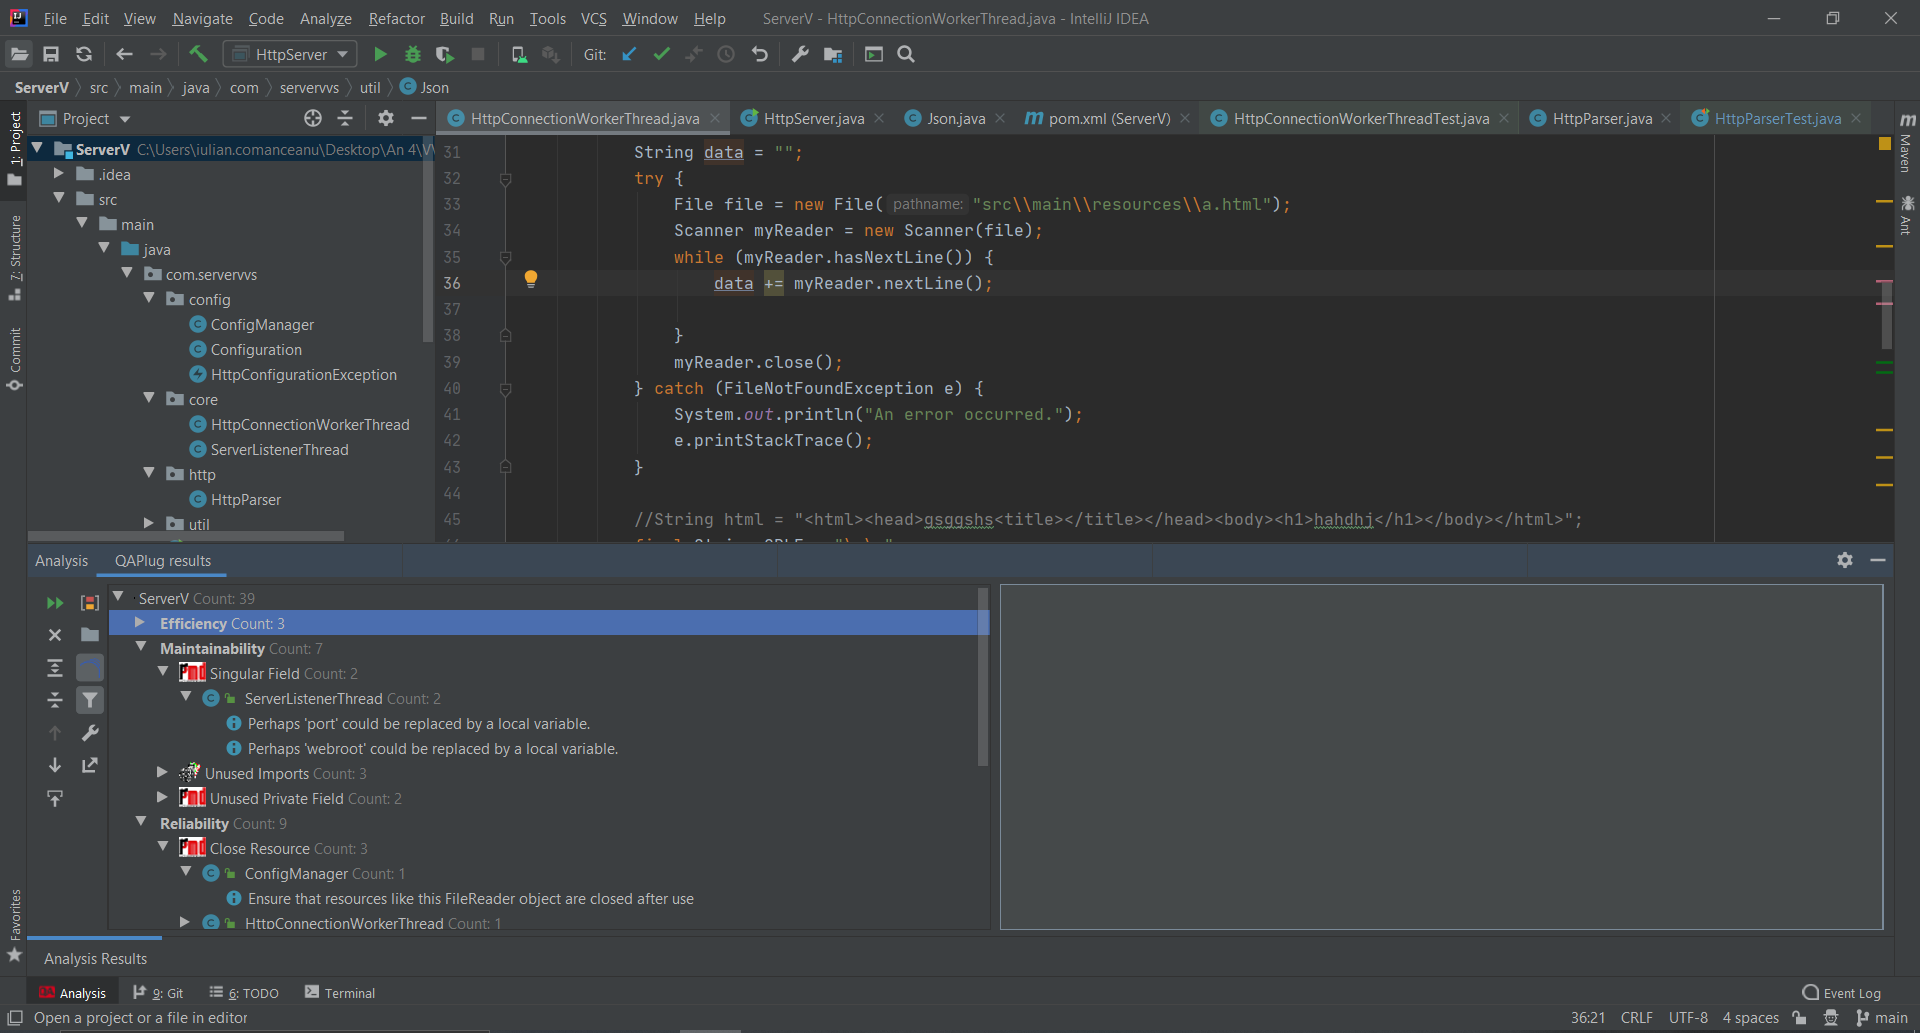 File Edit View Navigate Code Analyze Refactor Build Run Tools VCS Window Help ServerV - HttpConnectionWorkerThread.java - IntelliJ IDEA
HttpServer Git:
ServerV src main java com servervvs util Json
Project
HttpConnectionWorkerThread.java HttpServer.java Json.java pom.xml (ServerV) HttpConnectionWorkerThreadTest.java HttpParser.java HttpParserTest.java
1: Project
7: Structure
Commit
Favorites
Maven
Ant
ServerV C:\Users\iulian.comanceanu\Desktop\An 4\V
.idea
src
main
java
com.servervvs
config
ConfigManager
Configuration
HttpConfigurationException
core
HttpConnectionWorkerThread
ServerListenerThread
http
HttpParser
util
31 String data = "";
32 try {
33 File file = new File( pathname: "src\\main\\resources\\a.html");
34 Scanner myReader = new Scanner(file);
35 while (myReader.hasNextLine()) {
36 data += myReader.nextLine();
37
38 }
39 myReader.close();
40 } catch (FileNotFoundException e) {
41 System.out.println("An error occurred.");
42 e.printStackTrace();
43 }
44
45 //String html = "<html><head>gsggshs<title></title></head><body><h1>hahdhj</h1></body></html>";
Analysis QAPlug results
ServerV Count: 39
Efficiency Count: 3
Maintainability Count: 7
Singular Field Count: 2
ServerListenerThread Count: 2
Perhaps 'port' could be replaced by a local variable.
Perhaps 'webroot' could be replaced by a local variable.
Unused Imports Count: 3
Unused Private Field Count: 2
Reliability Count: 9
Close Resource Count: 3
ConfigManager Count: 1
Ensure that resources like this FileReader object are closed after use
HttpConnectionWorkerThread Count: 1
Analysis Results
Analysis 9: Git 6: TODO Terminal Event Log
Open a project or a file in editor 36:21 CRLF UTF-8 4 spaces main